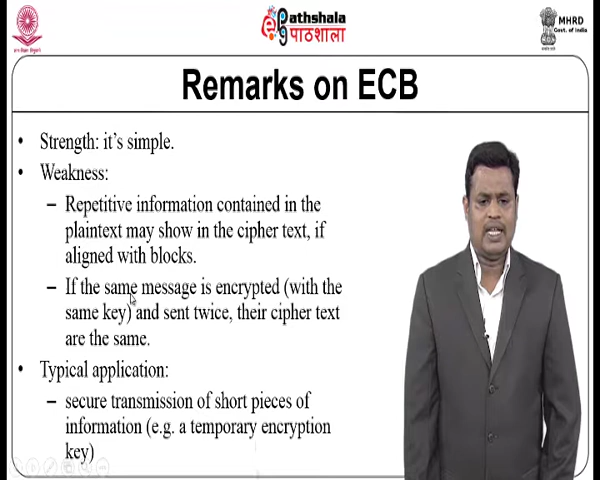 Pathshala
पाठशाला
MHRD
Govt. of India
Remarks on ECB
• Strength: it's simple.
• Weakness:
– Repetitive information contained in the
plaintext may show in the cipher text, if
aligned with blocks.
– If the same message is encrypted (with the
same key) and sent twice, their cipher text
are the same.
• Typical application:
– secure transmission of short pieces of
information (e.g. a temporary encryption
key)